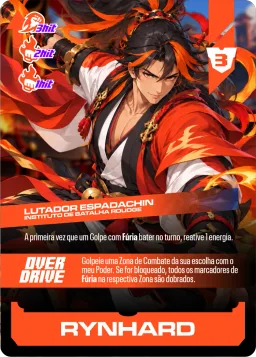 3hit
2hit
1hit
3
LUTADOR ESPADACHIN
INSTITUTO DE BATALHA ROUDGE
A primeira vez que um Golpe com Fúria bater no turno, reative 1 energia.
OVER
DRIVE
Golpeie uma Zona de Combate da sua escolha com o
meu Poder. Se for bloqueado, todos os marcadores de
Fúria na respectiva Zona são dobrados.
RYNHARD